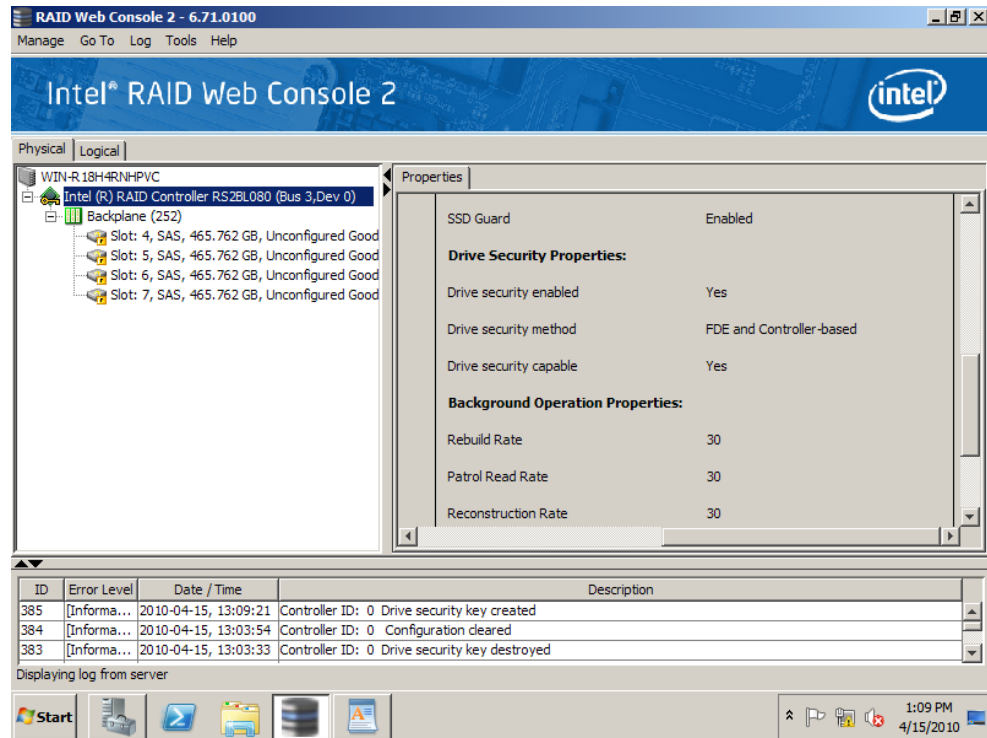 RAID Web Console 2 - 6.71.0100
Manage Go To Log Tools Help
Intel® RAID Web Console 2
intel
Physical Logical
WIN-R18H4RNHPVC
Intel (R) RAID Controller RS2BL080 (Bus 3,Dev 0)
Backplane (252)
Slot: 4, SAS, 465.762 GB, Unconfigured Good
Slot: 5, SAS, 465.762 GB, Unconfigured Good
Slot: 6, SAS, 465.762 GB, Unconfigured Good
Slot: 7, SAS, 465.762 GB, Unconfigured Good
Properties
SSD Guard Enabled
Drive Security Properties:
Drive security enabled Yes
Drive security method FDE and Controller-based
Drive security capable Yes
Background Operation Properties:
Rebuild Rate 30
Patrol Read Rate 30
Reconstruction Rate 30
ID Error Level Date / Time Description
385 [Informa... 2010-04-15, 13:09:21 Controller ID: 0 Drive security key created
384 [Informa... 2010-04-15, 13:03:54 Controller ID: 0 Configuration cleared
383 [Informa... 2010-04-15, 13:03:33 Controller ID: 0 Drive security key destroyed
Displaying log from server
Start
1:09 PM
4/15/2010